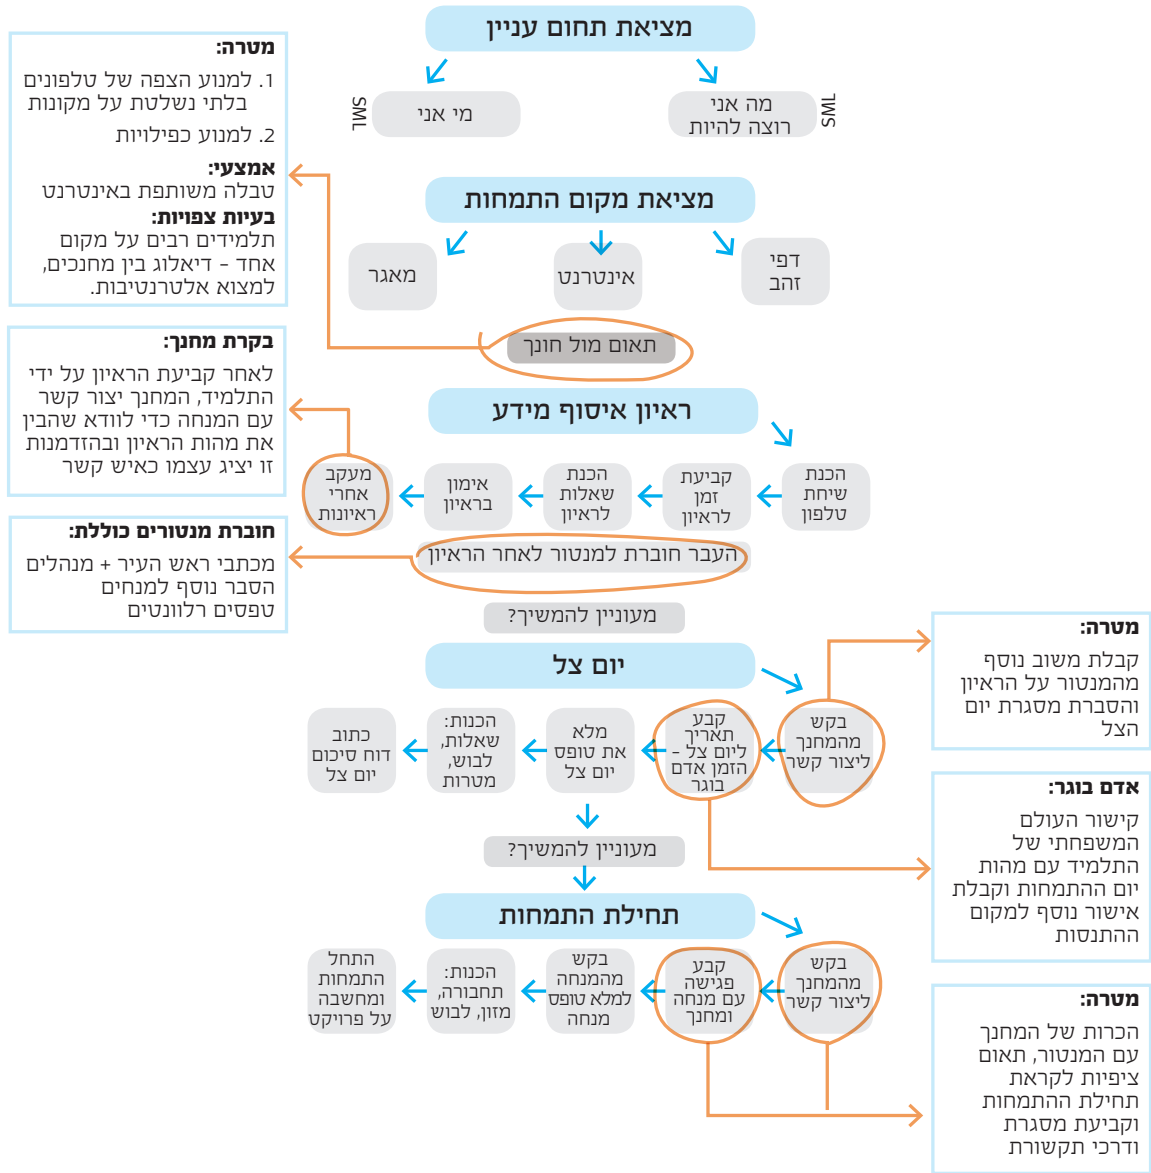 מציאת תחום עניין
מה אני
רוצה להיות
SML
מי אני
SML
מטרה:
1. למנוע הצפה של טלפונים
בלתי נשלטת על מקונות
2. למנוע כפילויות
אמצעי:
טבלה משותפת באינטרנט
בעיות צפויות:
תלמידים רבים על מקום
אחד – דיאלוג בין מחנכים,
למצוא אלטרנטיבות.
מציאת מקום התמחות
דפי
זהב
אינטרנט
מאגר
תאום מול חונך
בקרת מחנך:
לאחר קביעת הראיון על ידי
התלמיד, המחנך יצור קשר
עם המנחה כדי לוודא שהבין
את מהות הראיון ובהזדמנות
זו יציג עצמו כאיש קשר
ראיון איסוף מידע
הכנת
שיחת
טלפון
קביעת
זמן
לראיון
הכנת
שאלות
לראיון
אימון
בראיון
מעקב
אחרי
ראיונות
העבר חוברת למנטור לאחר הראיון
חוברת מנטורים כוללת:
מכתבי ראש העיר + מנהלים
הסבר נוסף למנחים
טפסים רלוונטים
מעוניין להמשיך?
יום צל
בקש
מהמחנך
ליצור קשר
קבע
תאריך
ליום צל –
הזמן אדם
בוגר
מלא
את טופס
יום צל
הכנות:
שאלות,
לבוש,
מטרות
כתוב
דוח סיכום
יום צל
מטרה:
קבלת משוב נוסף
מהמנטור על הראיון
והסברת מסגרת יום
הצל
אדם בוגר:
קישור העולם
המשפחתי של
התלמיד עם מהות
יום ההתמחות וקבלת
אישור נוסף למקום
ההתנסות
מעוניין להמשיך?
תחילת התמחות
בקש
מהמחנך
ליצור קשר
קבע
פגישה
עם מנחה
ומחנך
בקש
מהמנחה
למלא טופס
מנחה
הכנות:
תחבורה,
מזון, לבוש
התחל
התמחות
ומחשבה
על פרויקט
מטרה:
הכרות של המחנך
עם המנטור, תאום
ציפיות לקראת
תחילת ההתמחות
וקביעת מסגרת
ודרכי תקשורת